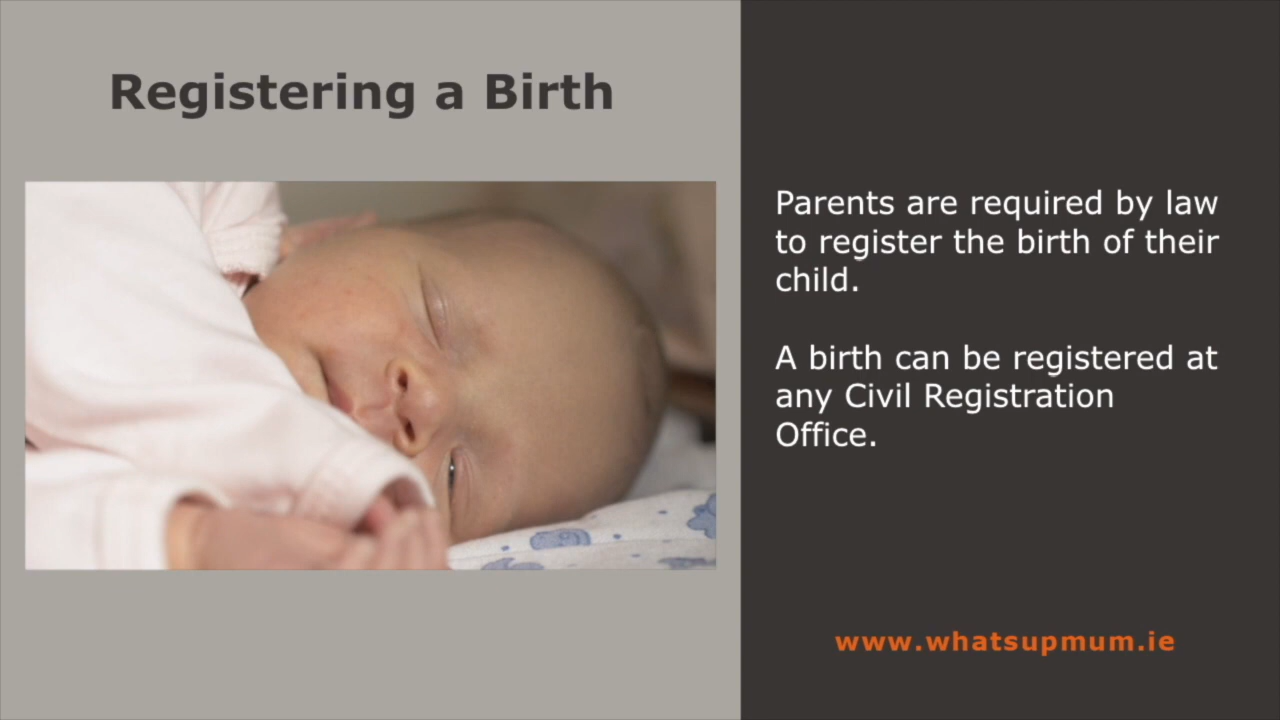 Registering a Birth
Parents are required by law
to register the birth of their
child.
A birth can be registered at
any Civil Registration
Office.
www.whatsupmum.ie